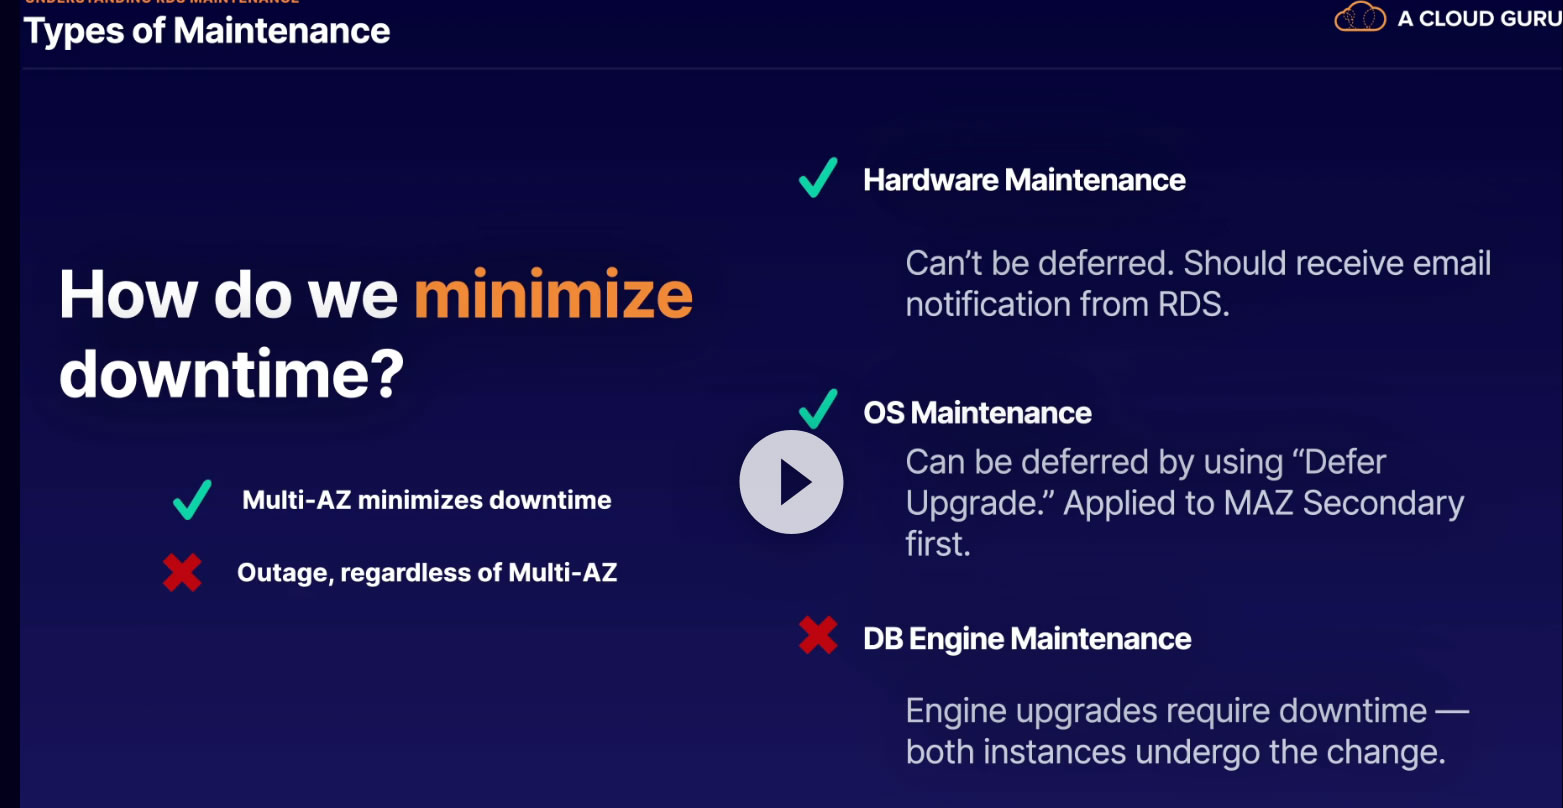 UNDERSTANDING RDS MAINTENANCE
Types of Maintenance
A CLOUD GURU
How do we minimize
downtime?
Multi-AZ minimizes downtime
Outage, regardless of Multi-AZ
Hardware Maintenance
Can’t be deferred. Should receive email
notification from RDS.
OS Maintenance
Can be deferred by using “Defer
Upgrade.” Applied to MAZ Secondary
first.
DB Engine Maintenance
Engine upgrades require downtime —
both instances undergo the change.